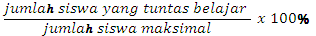 jumlah siswa yang tuntas belajar
jumlah siswa maksimal
x 100%